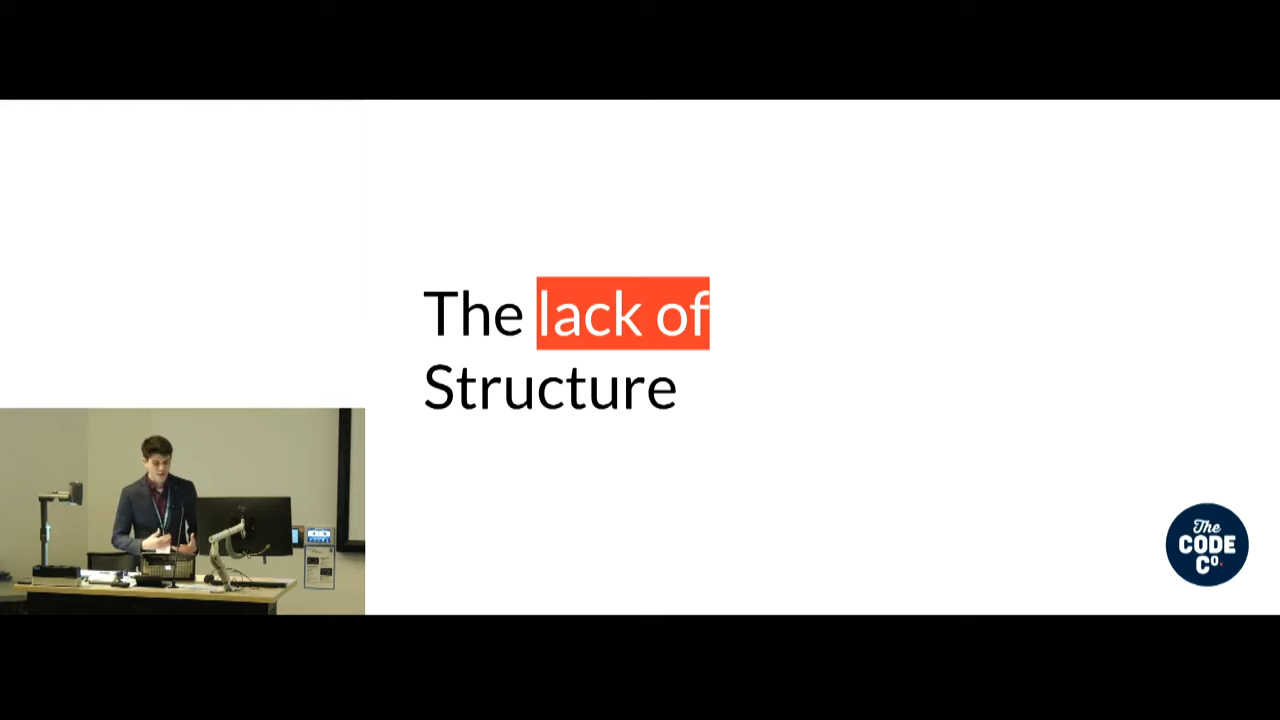 The lack of
Structure
The
CODE
Co.